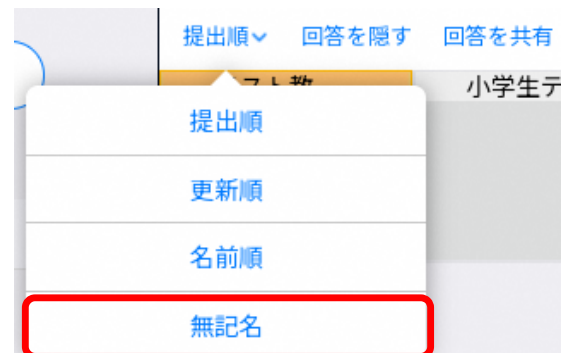 提出順 回答を隠す 回答を共有
小学生テ
提出順
更新順
名前順
無記名